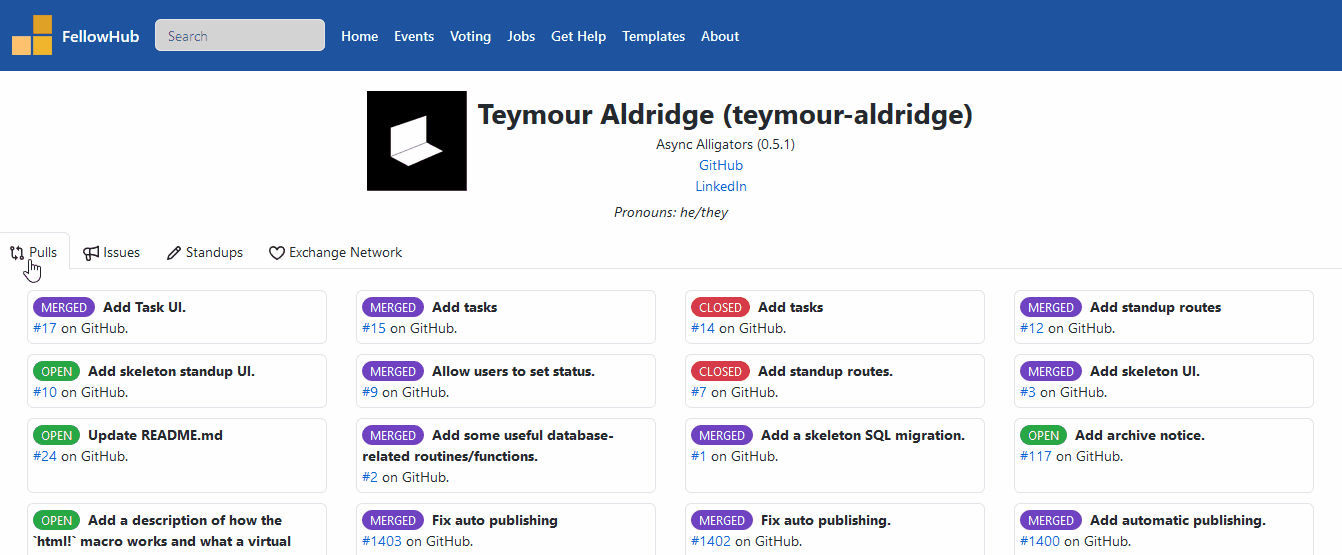 FellowHub Search Home Events Voting Jobs Get Help Templates About
Teymour Aldridge (teymour-aldridge)
Async Alligators (0.5.1)
GitHub
LinkedIn
Pronouns: he/they
Pulls Issues Standups Exchange Network
MERGED Add Task UI.
#17 on GitHub.
MERGED Add tasks
#15 on GitHub.
CLOSED Add tasks
#14 on GitHub.
MERGED Add standup routes
#12 on GitHub.
OPEN Add skeleton standup UI.
#10 on GitHub.
MERGED Allow users to set status.
#9 on GitHub.
CLOSED Add standup routes.
#7 on GitHub.
MERGED Add skeleton UI.
#3 on GitHub.
OPEN Update README.md
#24 on GitHub.
MERGED Add some useful database-
related routines/functions.
#2 on GitHub.
MERGED Add a skeleton SQL migration.
#1 on GitHub.
OPEN Add archive notice.
#117 on GitHub.
OPEN Add a description of how the
`html!` macro works and what a virtual
MERGED Fix auto publishing
#1403 on GitHub.
MERGED Fix auto publishing.
#1402 on GitHub.
MERGED Add automatic publishing.
#1400 on GitHub.